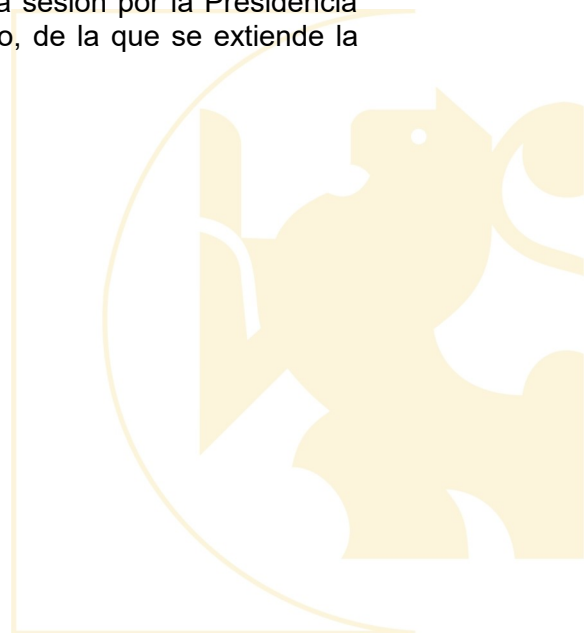 sesión por la Presidencia
de la que se extiende la